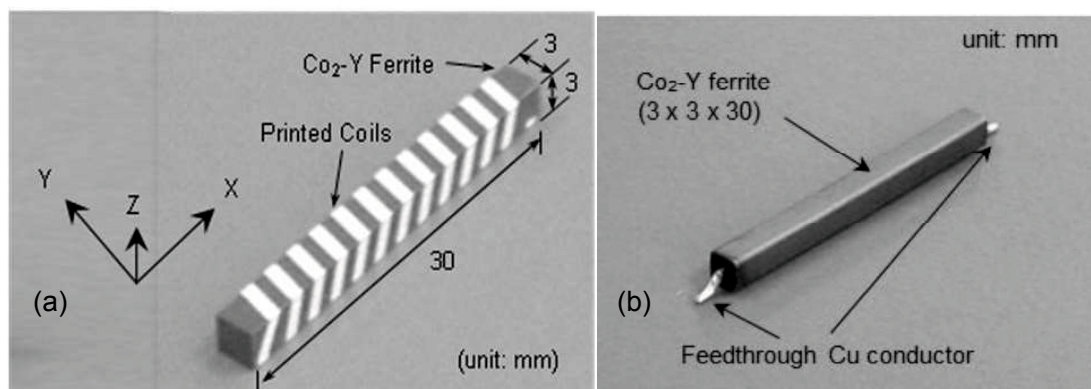 3
Co₂-Y Ferrite
3
Printed Coils
Y
Z
X
30
(a)
(unit: mm)
unit: mm
Co₂-Y ferrite
(3 x 3 x 30)
(b)
Feedthrough Cu conductor